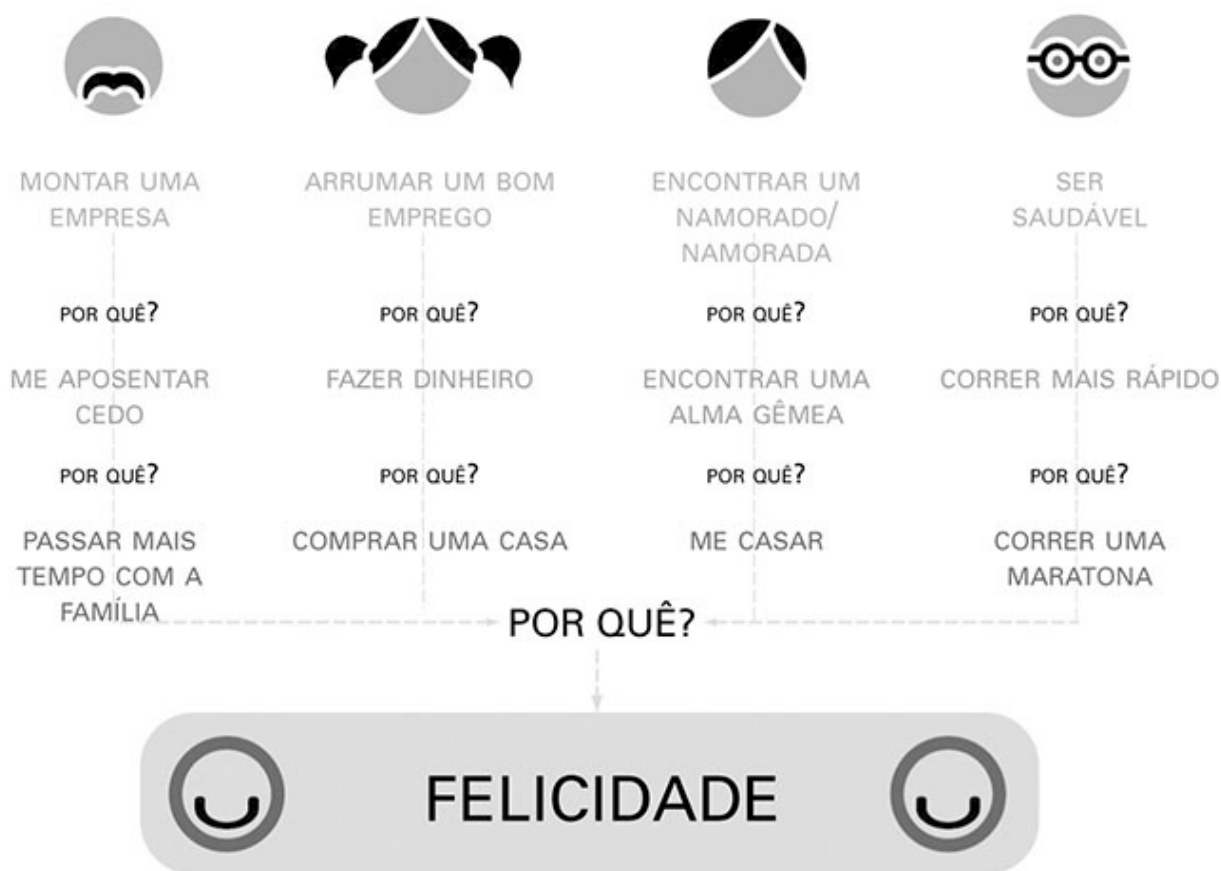 MONTAR UMA
EMPRESA
ARRUMAR UM BOM
EMPREGO
ENCONTRAR UM
NAMORADO/
NAMORADA
SER
SAUDÁVEL
POR QUÊ?
POR QUÊ?
POR QUÊ?
POR QUÊ?
ME APOSENTAR
CEDO
FAZER DINHEIRO
ENCONTRAR UMA
ALMA GÊMEA
CORRER MAIS RÁPIDO
POR QUÊ?
POR QUÊ?
POR QUÊ?
POR QUÊ?
PASSAR MAIS
TEMPO COM A
FAMÍLIA
COMPRAR UMA CASA
ME CASAR
CORRER UMA
MARATONA
POR QUÊ?
FELICIDADE